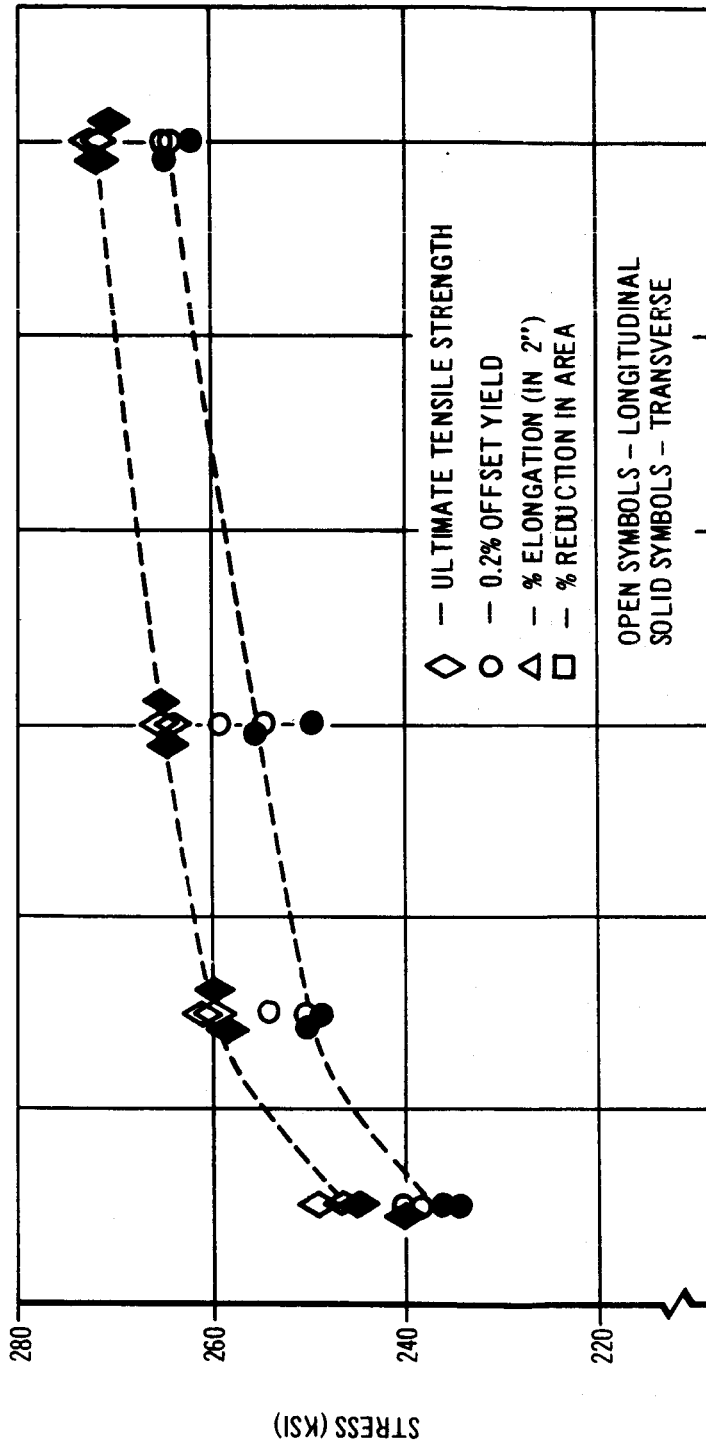 280
260
240
220
STRESS (KSI)
— ULTIMATE TENSILE STRENGTH
— 0.2% OFFSET YIELD
— % ELONGATION (IN 2")
— % REDUCTION IN AREA
OPEN SYMBOLS – LONGITUDINAL
SOLID SYMBOLS – TRANSVERSE